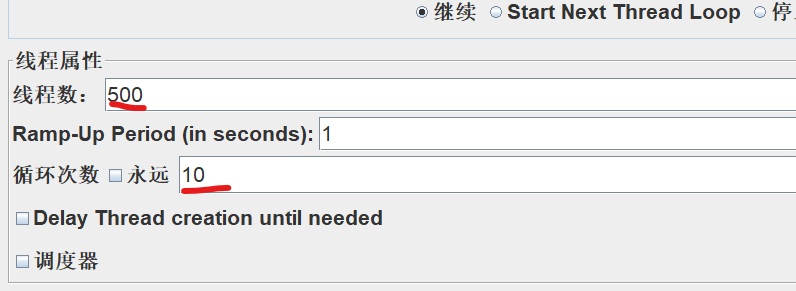 继续 Start Next Thread Loop 停
线程属性
线程数： 500
Ramp-Up Period (in seconds): 1
循环次数 永远 10
Delay Thread creation until needed
调度器